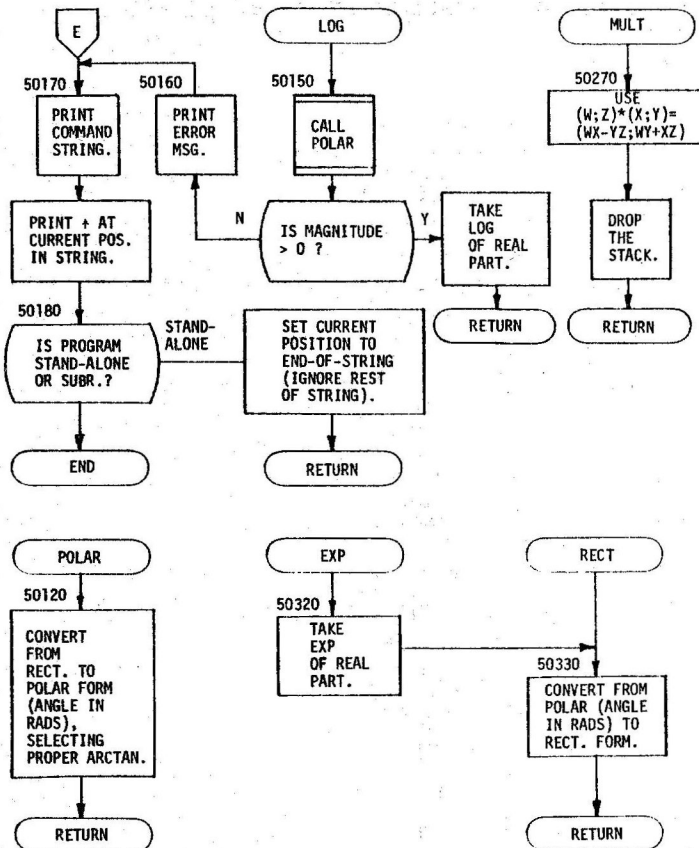 E
50170
PRINT
COMMAND
STRING.
50160
PRINT
ERROR
MSG.
PRINT ↑ AT
CURRENT POS.
IN STRING.
50180
IS PROGRAM
STAND-ALONE
OR SUBR.?
STAND-
ALONE
SET CURRENT
POSITION TO
END-OF-STRING
(IGNORE REST
OF STRING).
RETURN
END
LOG
50150
CALL
POLAR
IS MAGNITUDE
> 0 ?
N
Y
TAKE
LOG
OF REAL
PART.
RETURN
MULT
50270
USE
(W;Z)*(X;Y)=
(WX-YZ;WY+XZ)
DROP
THE
STACK.
RETURN
POLAR
50120
CONVERT
FROM
RECT. TO
POLAR FORM
(ANGLE IN
RADS),
SELECTING
PROPER ARCTAN.
RETURN
EXP
50320
TAKE
EXP
OF REAL
PART.
RECT
50330
CONVERT FROM
POLAR (ANGLE
IN RADS) TO
RECT. FORM.
RETURN